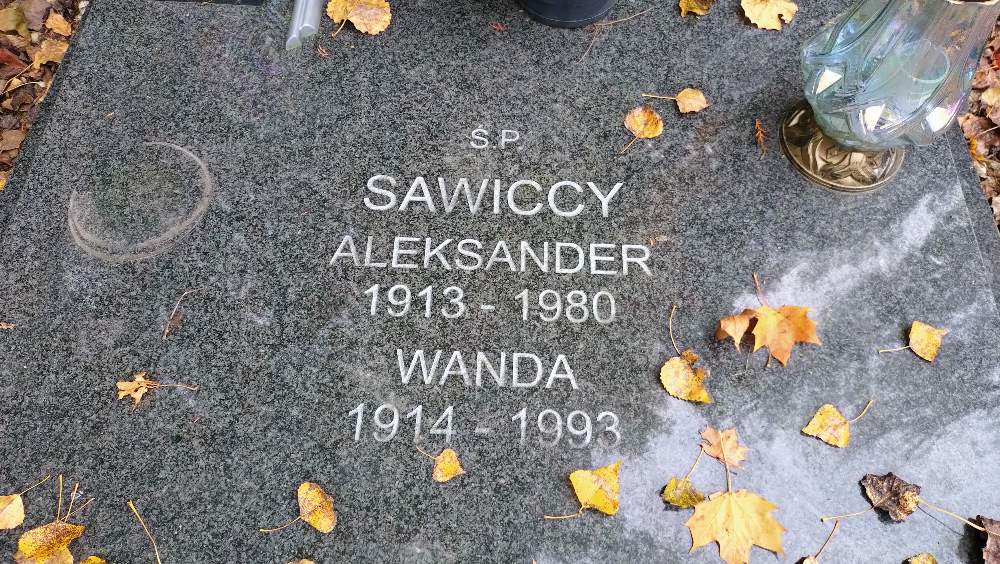 S.P.
SAWICCY
ALEKSANDER
1913 - 1980
WANDA
1914 - 1993